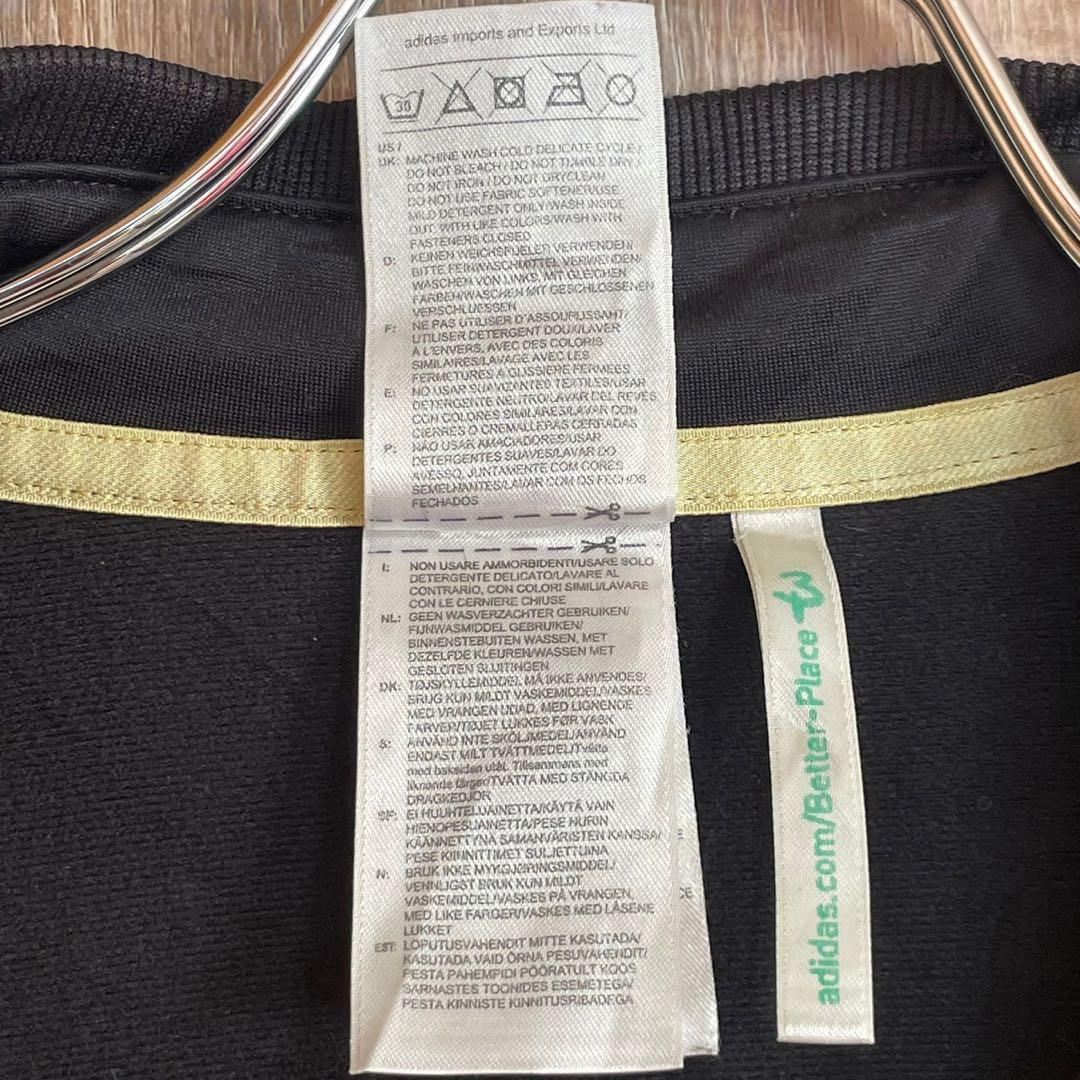 adidas Imports and Exports Ltd
30
US /
UK: MACHINE WASH COLD DELICATE CYCLE /
DO NOT BLEACH / DO NOT TUMBLE DRY /
DO NOT IRON / DO NOT DRYCLEAN
DO NOT USE FABRIC SOFTENER/USE
MILD DETERGENT ONLY/WASH INSIDE
OUT, WITH LIKE COLORS/WASH WITH
FASTENERS CLOSED
D: KEINEN WEICHSPUELER VERWENDEN/
BITTE FEINWASCHMITTEL VERWENDEN/
WASCHEN VON LINKS, MIT GLEICHEN
FARBEN/WASCHEN MIT GESCHLOSSENEN
VERSCHLUESSEN
F: NE PAS UTILISER D'ASSOUPLISSANT/
UTILISER DETERGENT DOUX/LAVER
À L'ENVERS, AVEC DES COLORIS
SIMILAIRES/LAVAGE AVEC LES
FERMETURES A GLISSIERE FERMEES
E: NO USAR SUAVIZANTES TEXTILES/USAR
DETERGENTE NEUTRO/LAVAR DEL REVES
CON COLORES SIMILARES/LAVAR CON
CIERRES O CREMALLERAS CERRADAS
P: NÃO USAR AMACIADORES/USAR
DETERGENTES SUAVES/LAVAR DO
AVESSO, JUNTAMENTE COM CORES
SEMELHANTES/LAVAR COM OS FECHOS
FECHADOS
I: NON USARE AMMORBIDENTI/USARE SOLO
DETERGENTE DELICATO/LAVARE AL
CONTRARIO, CON COLORI SIMILI/LAVARE
CON LE CERNIERE CHIUSE
NL: GEEN WASVERZACHTER GEBRUIKEN/
FIJNWASMIDDEL GEBRUIKEN/
BINNENSTEBUITEN WASSEN, MET
DEZELFDE KLEUREN/WASSEN MET
GESLOTEN SLUITINGEN
DK: TØJSKYLLEMIDDEL MÅ IKKE ANVENDES/
BRUG KUN MILDT VASKEMIDDEL/VASKES
MED VRANGEN UDAD, MED LIGNENDE
FARVER/TØJET LUKKES FØR VASK
S: ANVÄND INTE SKÖLJMEDEL/ANVÄND
ENDAST MILT TVÄTTMEDEL/Tvätta
med baksidan utåt. Tillsammans med
liknande färger/TVÄTTA MED STÄNGDA
DRAGKEDJOR
SF: EI HUUHTELUAINETTA/KÄYTÄ VAIN
HIENOPESUAINETTA/PESE NURIN
KÄÄNNETTYNÄ SAMANVÄRISTEN KANSSA/
PESE KIINNITTIMET SULJETTUINA
N: BRUK IKKE MYKGJØRINGSMIDDEL/
VENNLIGST BRUK KUN MILDT
VASKEMIDDEL/VASKES PÅ VRANGEN,
MED LIKE FARGER/VASKES MED LÅSENE
LUKKET
EST: LOPUTUSVAHENDIT MITTE KASUTADA/
KASUTADA VAID ÕRNA PESUVAHENDIT/
PESTA PAHEMPIDI PÖÖRATULT KOOS
SARNASTES TOONIDES ESEMETEGA/
PESTA KINNISTE KINNITUSRIBADEGA
adidas.com/Better-Place